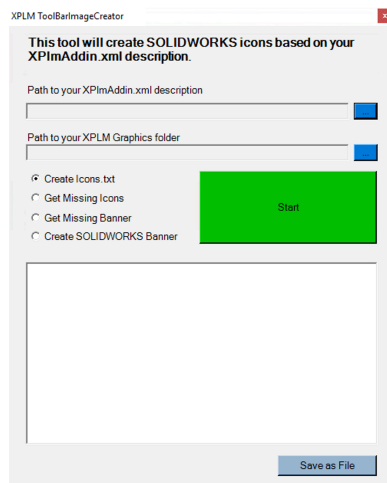 XPLM ToolBarImageCreator
x
This tool will create SOLIDWORKS icons based on your
XPlmAddin.xml description.
Path to your XPlmAddin.xml description
...
Path to your XPLM Graphics folder
...
Create Icons.txt
Get Missing Icons
Get Missing Banner
Create SOLIDWORKS Banner
Start
Save as File